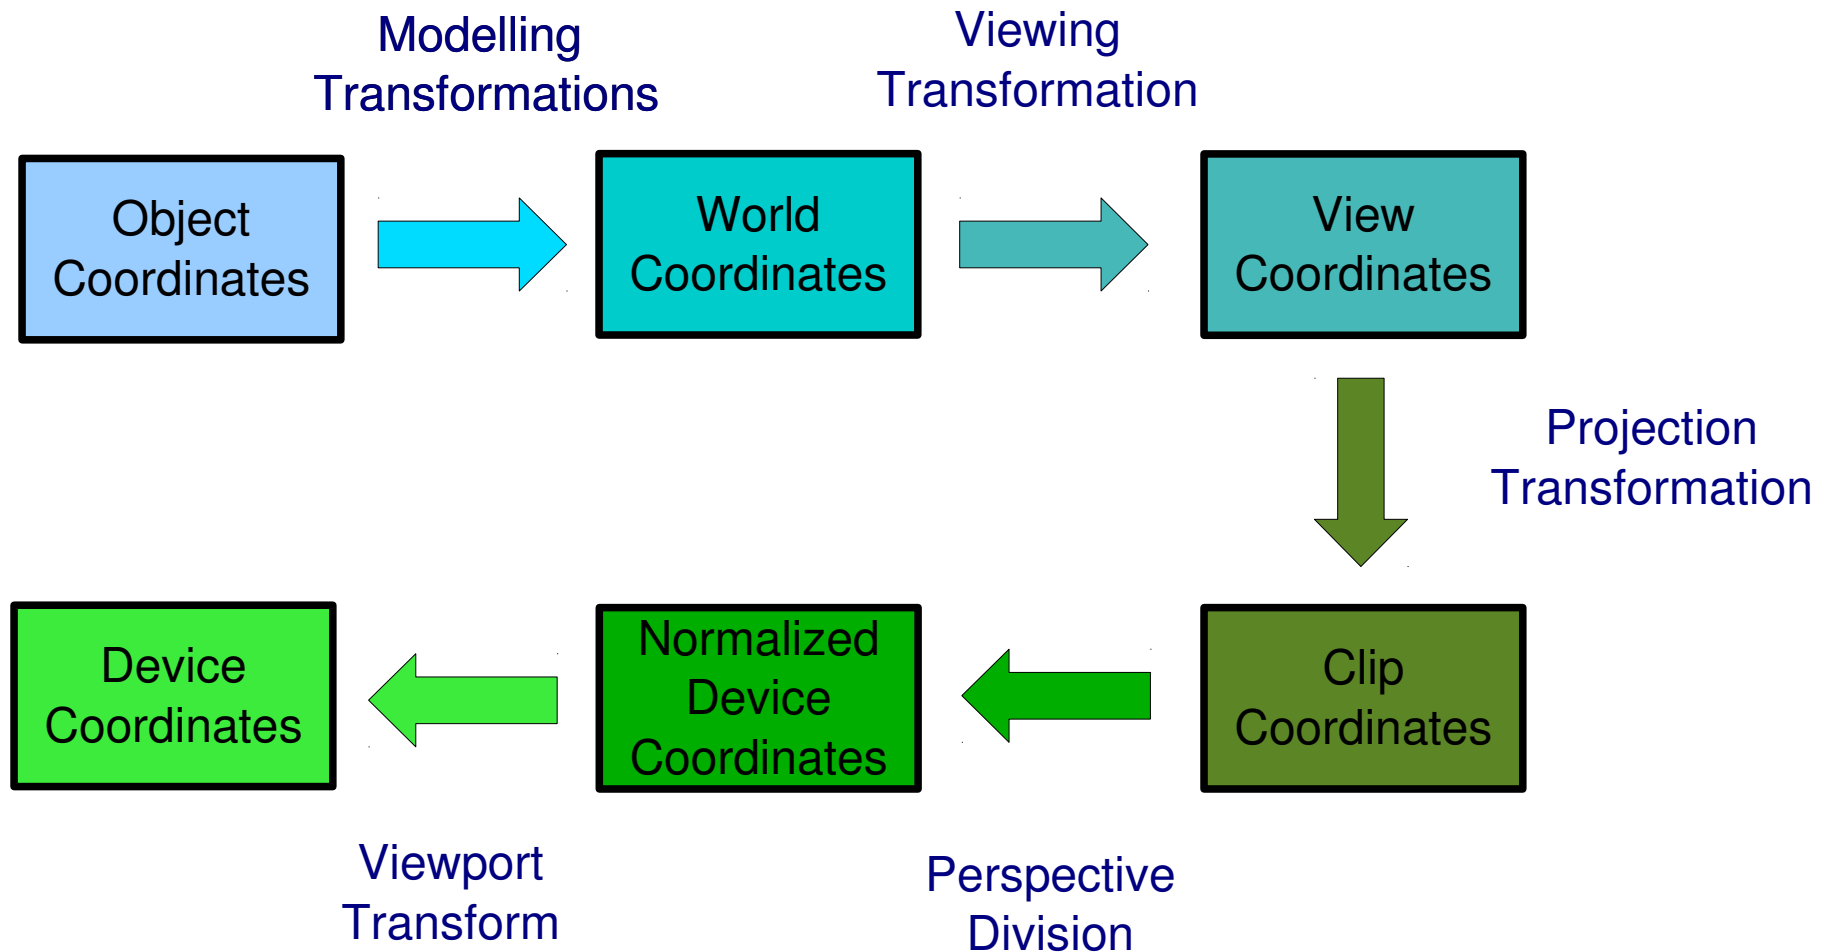 Modelling
Transformations
Viewing
Transformation
Object
Coordinates
World
Coordinates
View
Coordinates
Projection
Transformation
Device
Coordinates
Normalized
Device
Coordinates
Clip
Coordinates
Viewport
Transform
Perspective
Division